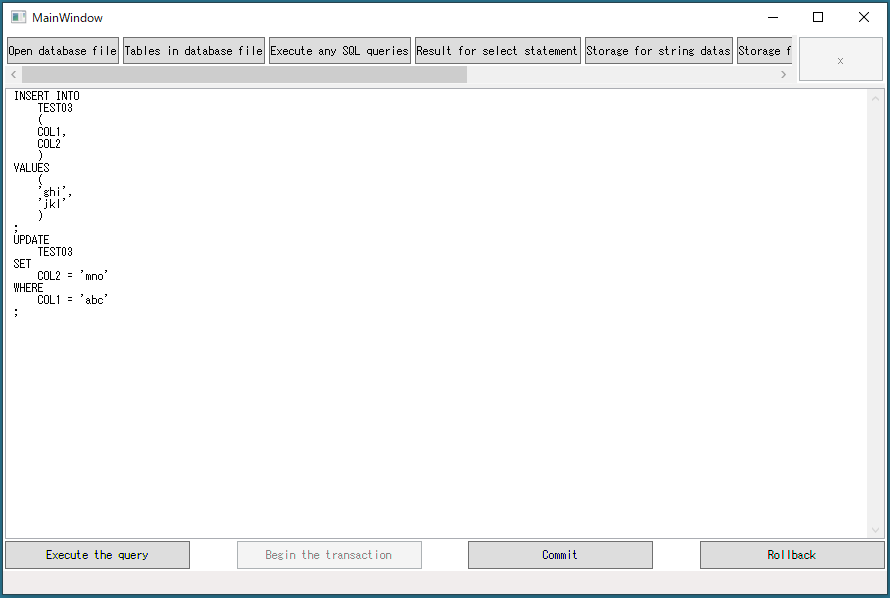 MainWindow
Open database file Tables in database file Execute any SQL queries Result for select statement Storage for string datas Storage f
x
INSERT INTO
    TEST03
    (
    COL1,
    COL2
    )
VALUES
    (
    'ghi',
    'jkl'
    )
;
UPDATE
    TEST03
SET
    COL2 = 'mno'
WHERE
    COL1 = 'abc'
;
Execute the query Begin the transaction Commit Rollback